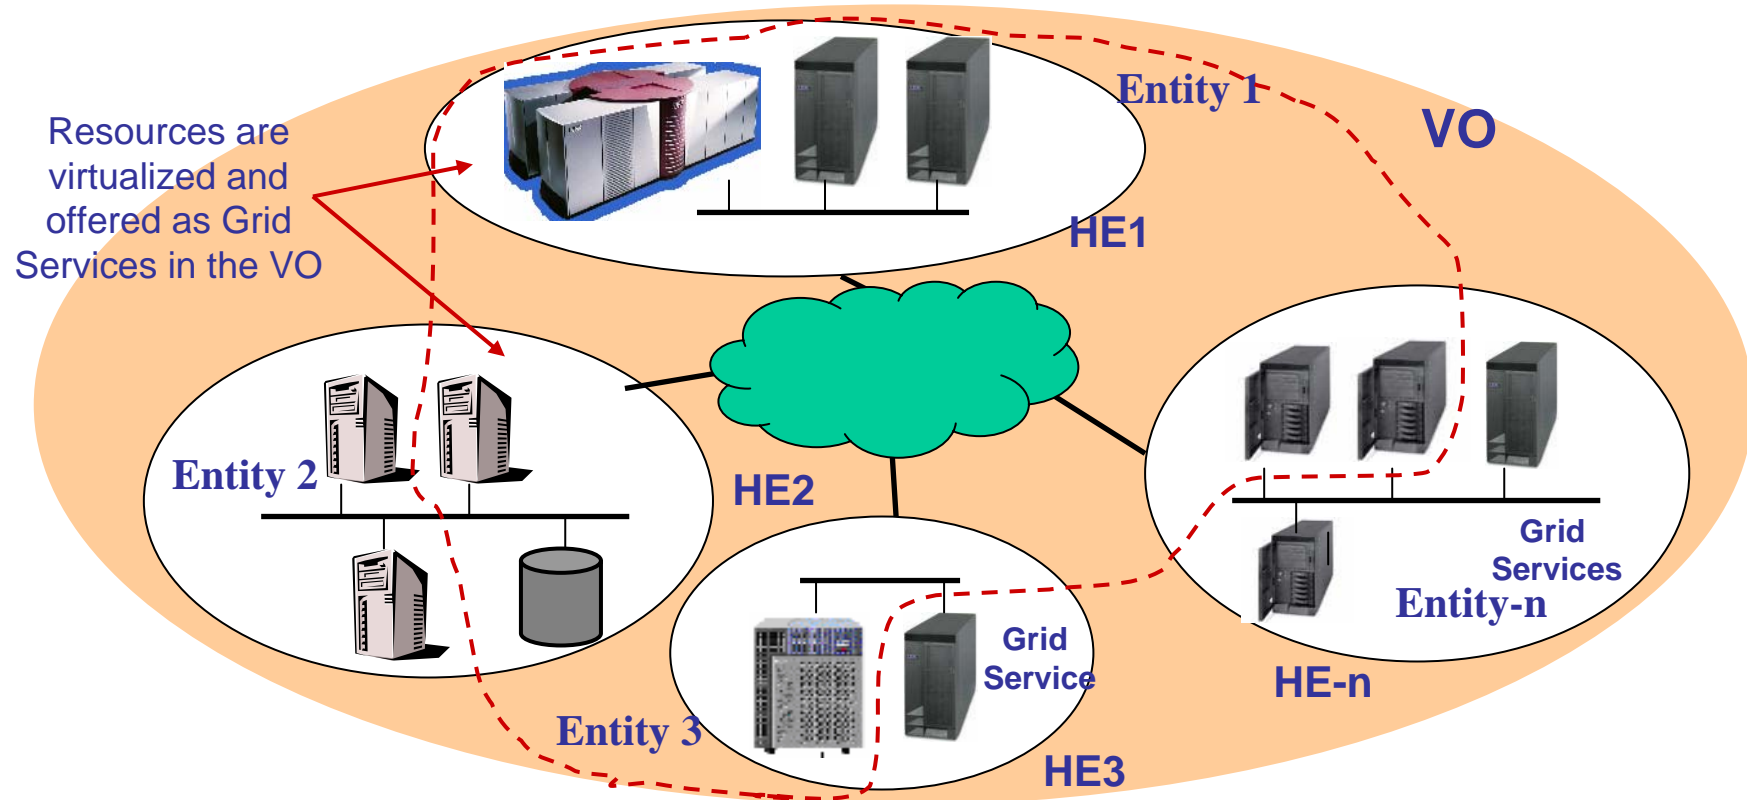 Entity 1
VO
Resources are
virtualized and
offered as Grid
Services in the VO
HE1
Entity 2
HE2
Grid
Services
Entity-n
HE-n
Grid
Service
Entity 3
HE3